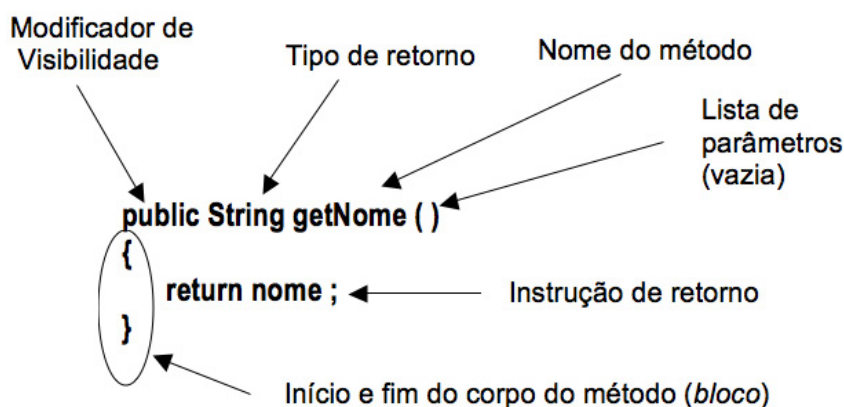 Modificador de
Visibilidade
Tipo de retorno
Nome do método
Lista de
parâmetros
(vazia)
public String getNome ( )
{
return nome ;
Instrução de retorno
}
Início e fim do corpo do método (bloco)